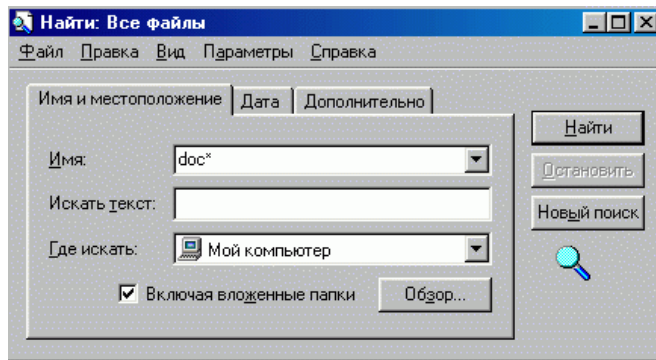 Найти: Все файлы
Файл Правка Вид Параметры Справка
Имя и местоположение Дата Дополнительно
Найти
Имя: doc*
Остановить
Искать текст:
Новый поиск
Где искать: Мой компьютер
Включая вложенные папки Обзор...